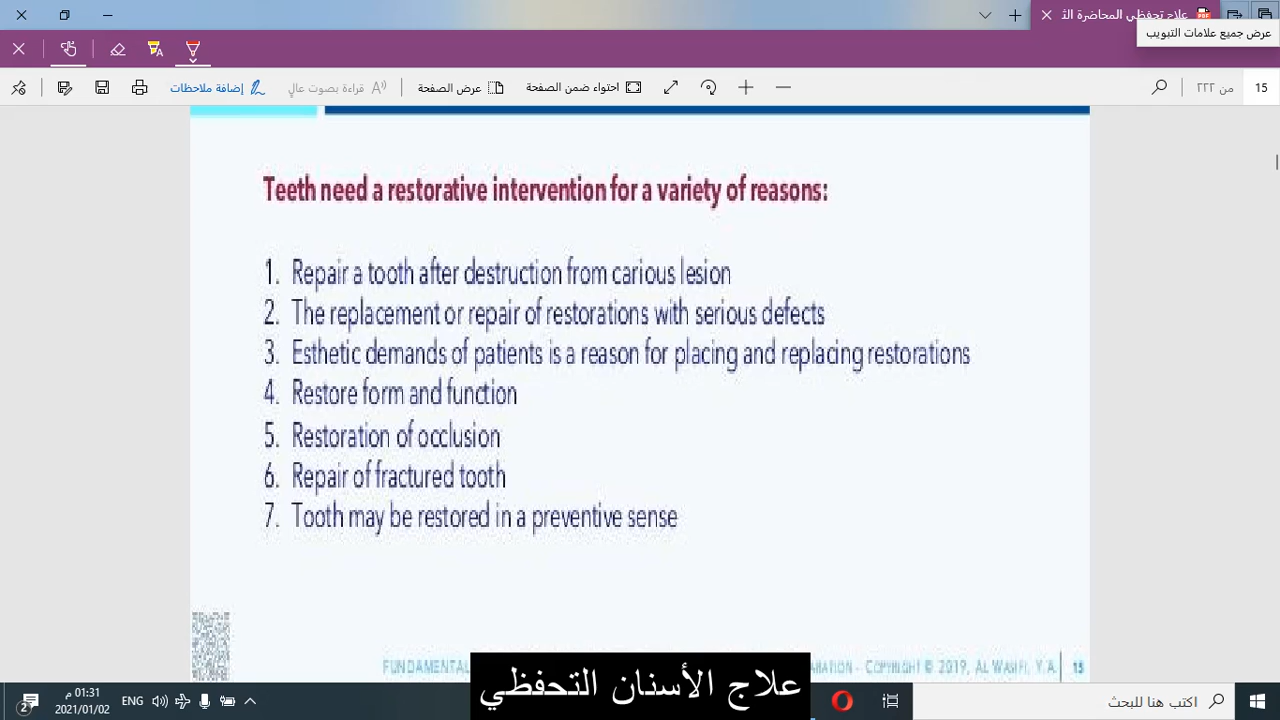 علاج تحفظي المحاضرة الأ
عرض جميع علامات التبويب
إضافة ملاحظات
قراءة بصوت عالٍ
عرض الصفحة
احتواء ضمن الصفحة
من ٢٢٢
15
Teeth need a restorative intervention for a variety of reasons:
1. Repair a tooth after destruction from carious lesion
2. The replacement or repair of restorations with serious defects
3. Esthetic demands of patients is a reason for placing and replacing restorations
4. Restore form and function
5. Restoration of occlusion
6. Repair of fractured tooth
7. Tooth may be restored in a preventive sense
FUNDAMENTAL ARATION - COPYRIGHT © 2019, AL WASIFI, Y.A. 15
علاج الأسنان التحفظي
01:31 م
2021/01/02
ENG
اكتب هنا للبحث